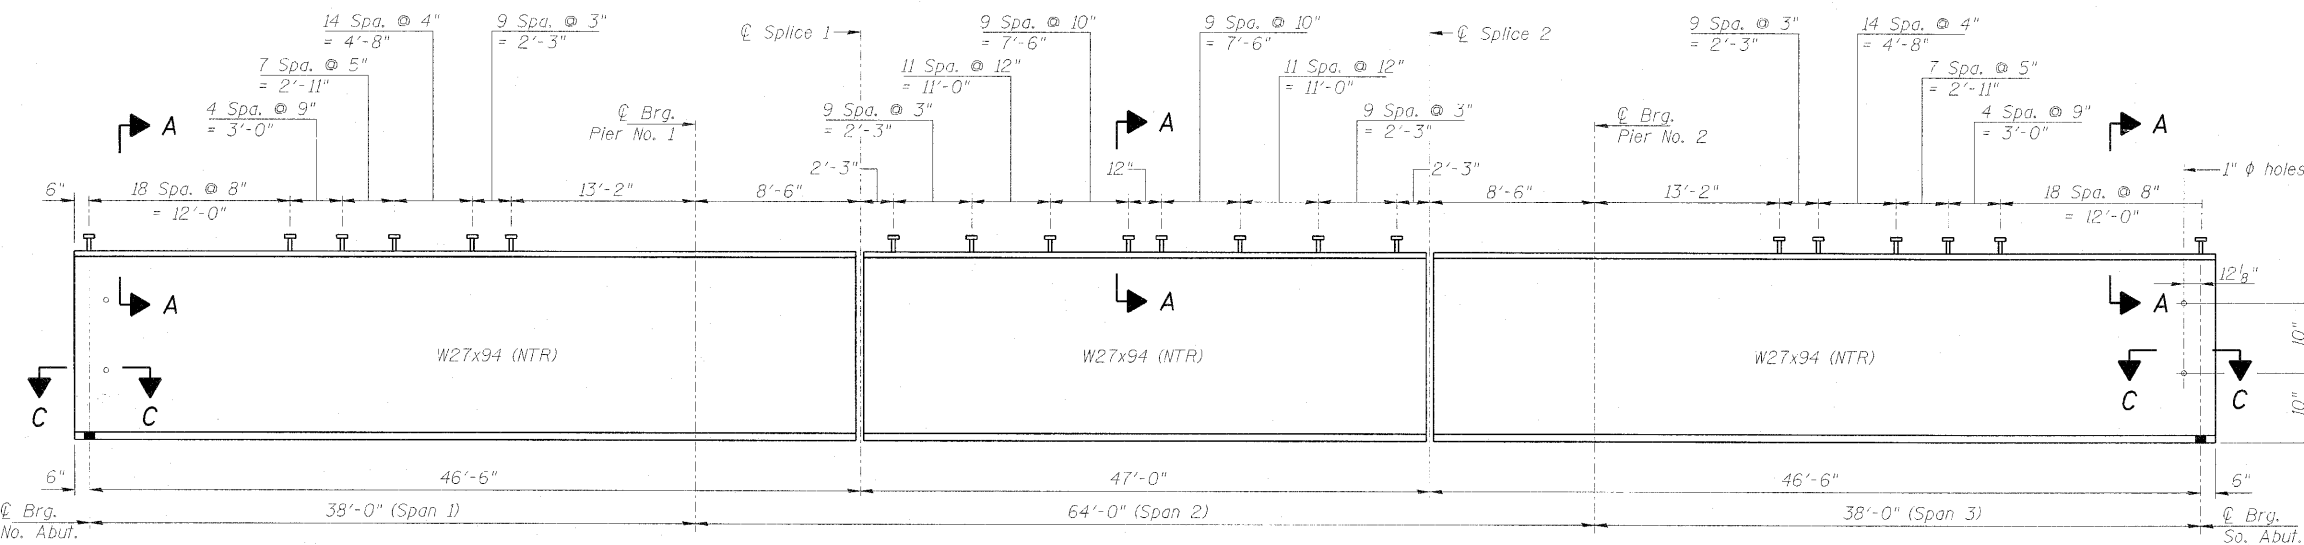 14 Spa. @ 4"
= 4'-8"
9 Spa. @ 3"
= 2'-3"
℄ Splice 1
9 Spa. @ 10"
= 7'-6"
9 Spa. @ 10"
= 7'-6"
℄ Splice 2
9 Spa. @ 3"
= 2'-3"
14 Spa. @ 4"
= 4'-8"
7 Spa. @ 5"
= 2'-11"
11 Spa. @ 12"
= 11'-0"
11 Spa. @ 12"
= 11'-0"
7 Spa. @ 5"
= 2'-11"
4 Spa. @ 9"
= 3'-0"
℄ Brg.
Pier No. 1
9 Spa. @ 3"
= 2'-3"
9 Spa. @ 3"
= 2'-3"
℄ Brg.
Pier No. 2
4 Spa. @ 9"
= 3'-0"
A
A
A
2'-3"
12"
2'-3"
1" ϕ holes
6"
18 Spa. @ 8"
= 12'-0"
13'-2"
8'-6"
8'-6"
13'-2"
18 Spa. @ 8"
= 12'-0"
12 1/8"
A
A
A
10"
W27x94 (NTR)
W27x94 (NTR)
W27x94 (NTR)
C
C
C
C
10"
6"
46'-6"
47'-0"
46'-6"
6"
℄ Brg.
No. Abut.
38'-0" (Span 1)
64'-0" (Span 2)
38'-0" (Span 3)
℄ Brg.
So. Abut.